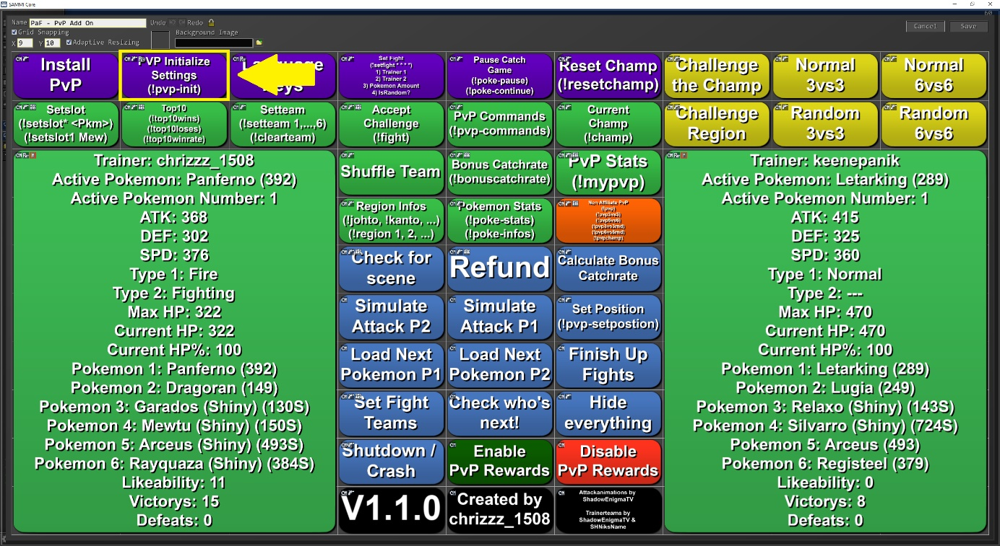 SAMMI Core
60
Name PaF - PvP Add On Undo Redo
Cancel Save
Grid Snapping Background Image
X 9 Y 10 Adaptive Resizing
Install
PvP
PVP Initialize
Settings
(!pvp-init)
Language
Keys
Set Fight
(!setfight * * * *)
1) Trainer 1
2) Trainer 2
3) Pokemon Amount
4) IsRandom?
Pause Catch
Game
(!poke-pause)
(!poke-continue)
Reset Champ
(!resetchamp)
Challenge
the Champ
Normal
3vs3
Normal
6vs6
Setslot
(!setslot* <Pkm>)
(!setslot1 Mew)
Top10
(!top10wins)
(!top10loses)
(!top10winrate)
Setteam
(!setteam 1,...,6)
(!clearteam)
Accept
Challenge
(!fight)
PvP Commands
(!pvp-commands)
Current
Champ
(!champ)
Challenge
Region
Random
3vs3
Random
6vs6
Trainer: chrizzz_1508
Active Pokemon: Panferno (392)
Active Pokemon Number: 1
ATK: 368
DEF: 302
SPD: 376
Type 1: Fire
Type 2: Fighting
Max HP: 322
Current HP: 322
Current HP%: 100
Pokemon 1: Panferno (392)
Pokemon 2: Dragoran (149)
Pokemon 3: Garados (Shiny) (130S)
Pokemon 4: Mewtu (Shiny) (150S)
Pokemon 5: Arceus (Shiny) (493S)
Pokemon 6: Rayquaza (Shiny) (384S)
Likeability: 11
Victorys: 15
Defeats: 0
Shuffle Team
Bonus Catchrate
(!bonuscatchrate)
PvP Stats
(!mypvp)
Region Infos
(!johto, !kanto, ...)
(!region 1, 2, ...)
Pokemon Stats
(!poke-stats)
(!poke-infos)
Non Affiliate PvP
(!pvp)
(!pvp3vs3)
(!pvp6vs6)
(!pvp3vs3rnd)
(!pvp6vs6rnd)
(!pvpchamp)
Check for
scene
Refund
Calculate Bonus
Catchrate
Simulate
Attack P2
Simulate
Attack P1
Set Position
(!pvp-setpostion)
Load Next
Pokemon P1
Load Next
Pokemon P2
Finish Up
Fights
Set Fight
Teams
Check who's
next!
Hide
everything
Shutdown /
Crash
Enable
PvP Rewards
Disable
PvP Rewards
V1.1.0
Created by
chrizzz_1508
Attackanimations by
ShadowEnigmaTV
Trainerteams by
ShadowEnigmaTV &
SHNiksName
Trainer: keenepanik
Active Pokemon: Letarking (289)
Active Pokemon Number: 1
ATK: 415
DEF: 325
SPD: 360
Type 1: Normal
Type 2: ---
Max HP: 470
Current HP: 470
Current HP%: 100
Pokemon 1: Letarking (289)
Pokemon 2: Lugia (249)
Pokemon 3: Relaxo (Shiny) (143S)
Pokemon 4: Silvarro (Shiny) (724S)
Pokemon 5: Arceus (493)
Pokemon 6: Registeel (379)
Likeability: 0
Victorys: 8
Defeats: 0